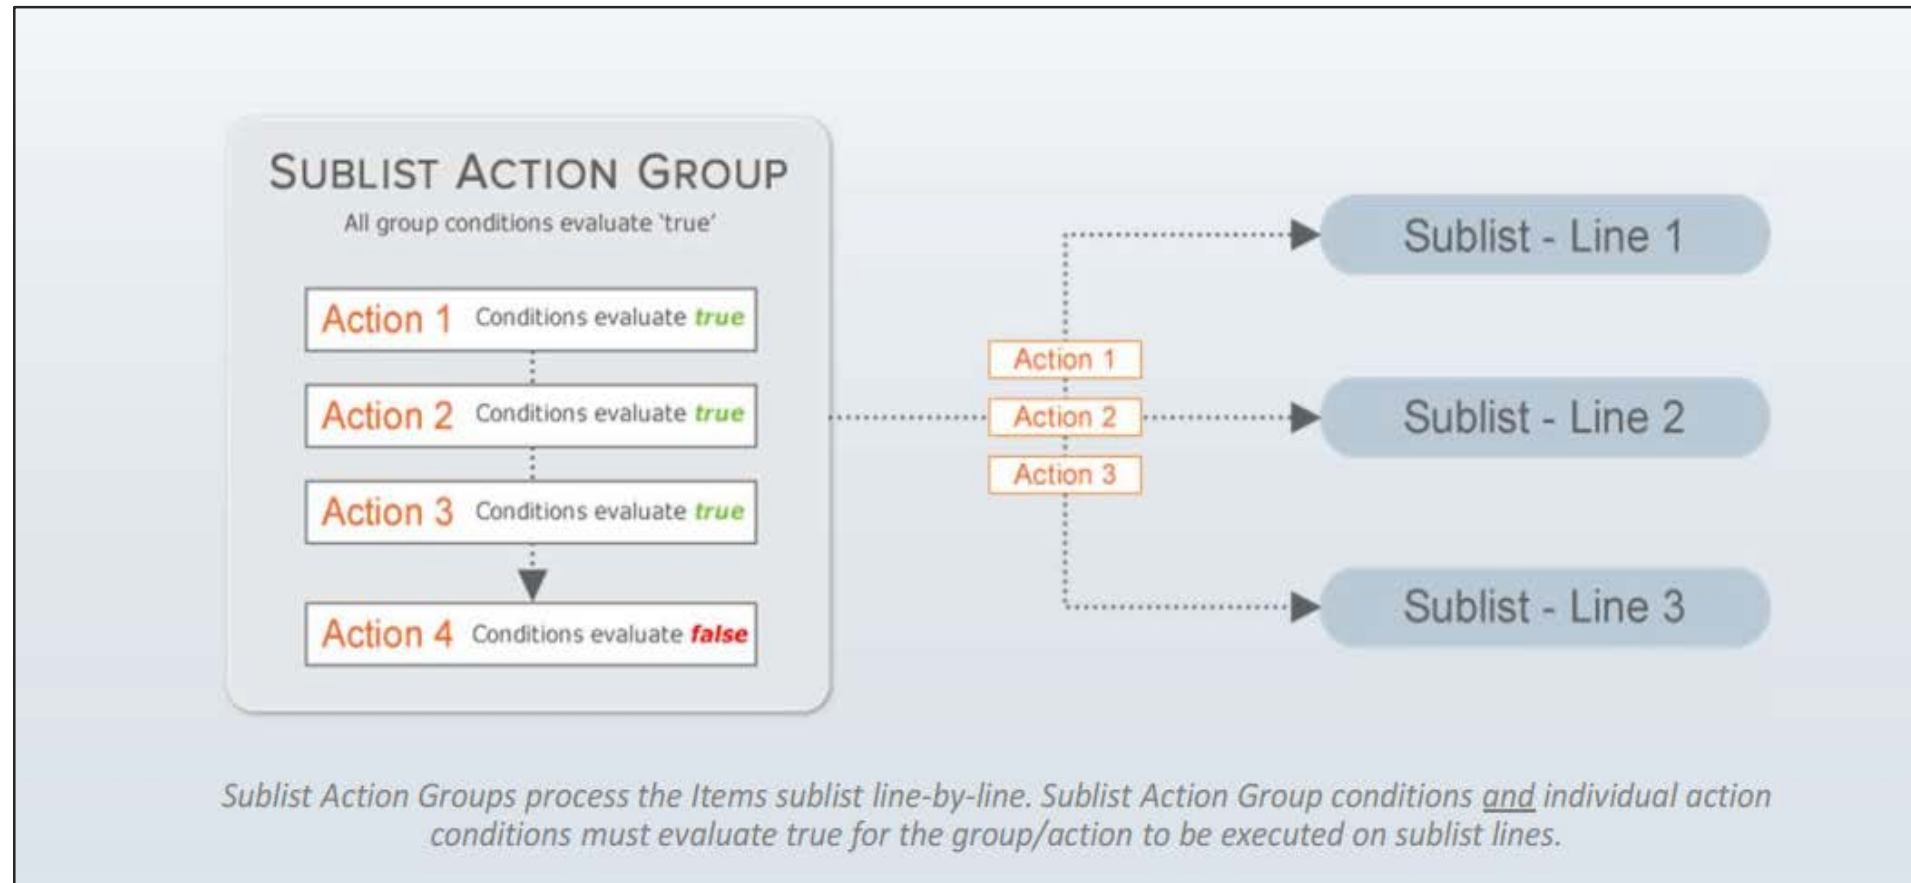 SUBLIST ACTION GROUP
All group conditions evaluate 'true'
Action 1 Conditions evaluate true
Action 2 Conditions evaluate true
Action 3 Conditions evaluate true
Action 4 Conditions evaluate false
Action 1
Action 2
Action 3
Sublist - Line 1
Sublist - Line 2
Sublist - Line 3
Sublist Action Groups process the Items sublist line-by-line. Sublist Action Group conditions and individual action
conditions must evaluate true for the group/action to be executed on sublist lines.